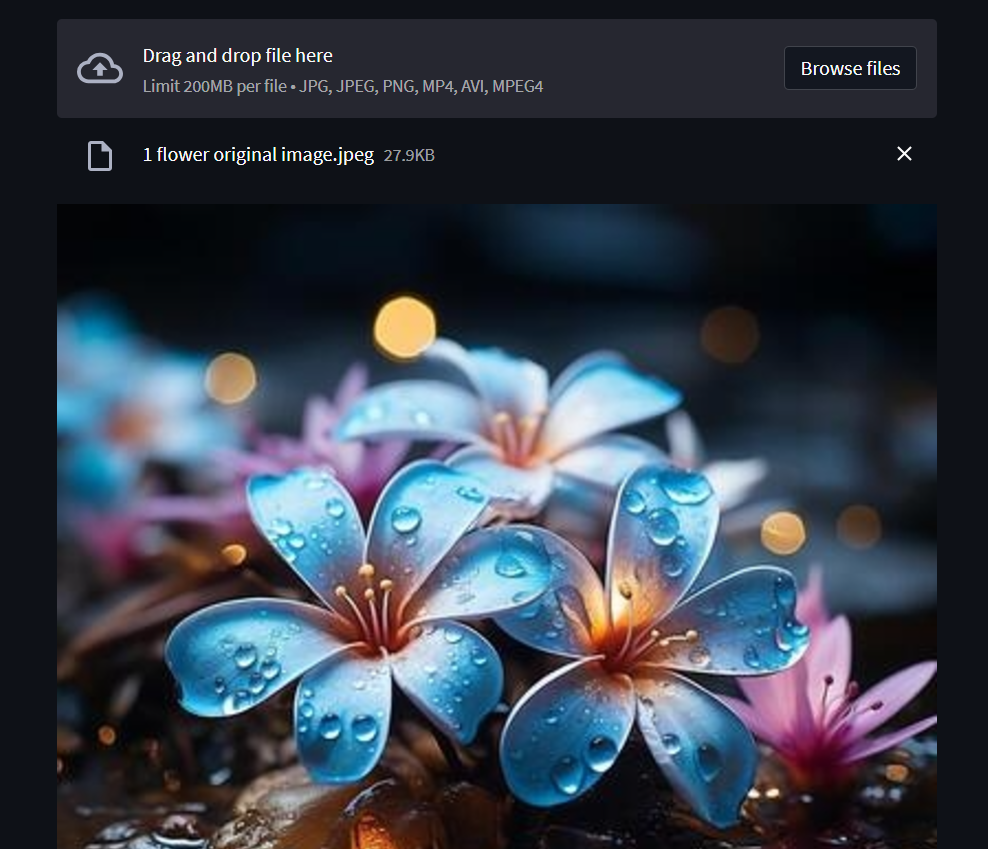 Drag and drop file here
Limit 200MB per file • JPG, JPEG, PNG, MP4, AVI, MPEG4
Browse files
1 flower original image.jpeg 27.9KB